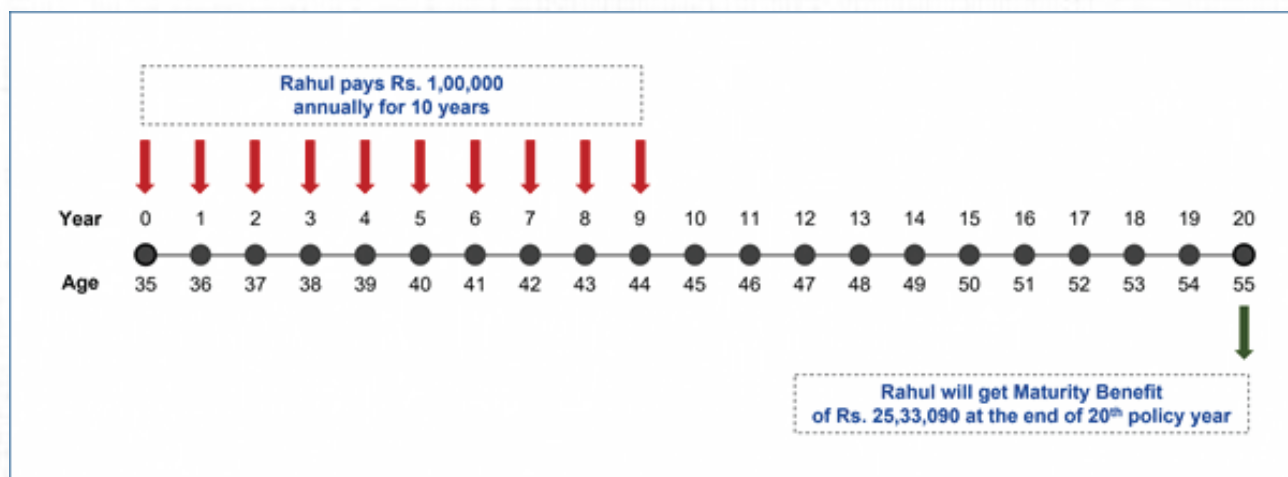 Rahul pays Rs. 1,00,000
annually for 10 years
Year 0 1 2 3 4 5 6 7 8 9 10 11 12 13 14 15 16 17 18 19 20
Age 35 36 37 38 39 40 41 42 43 44 45 46 47 48 49 50 51 52 53 54 55
Rahul will get Maturity Benefit
of Rs. 25,33,090 at the end of 20th policy year